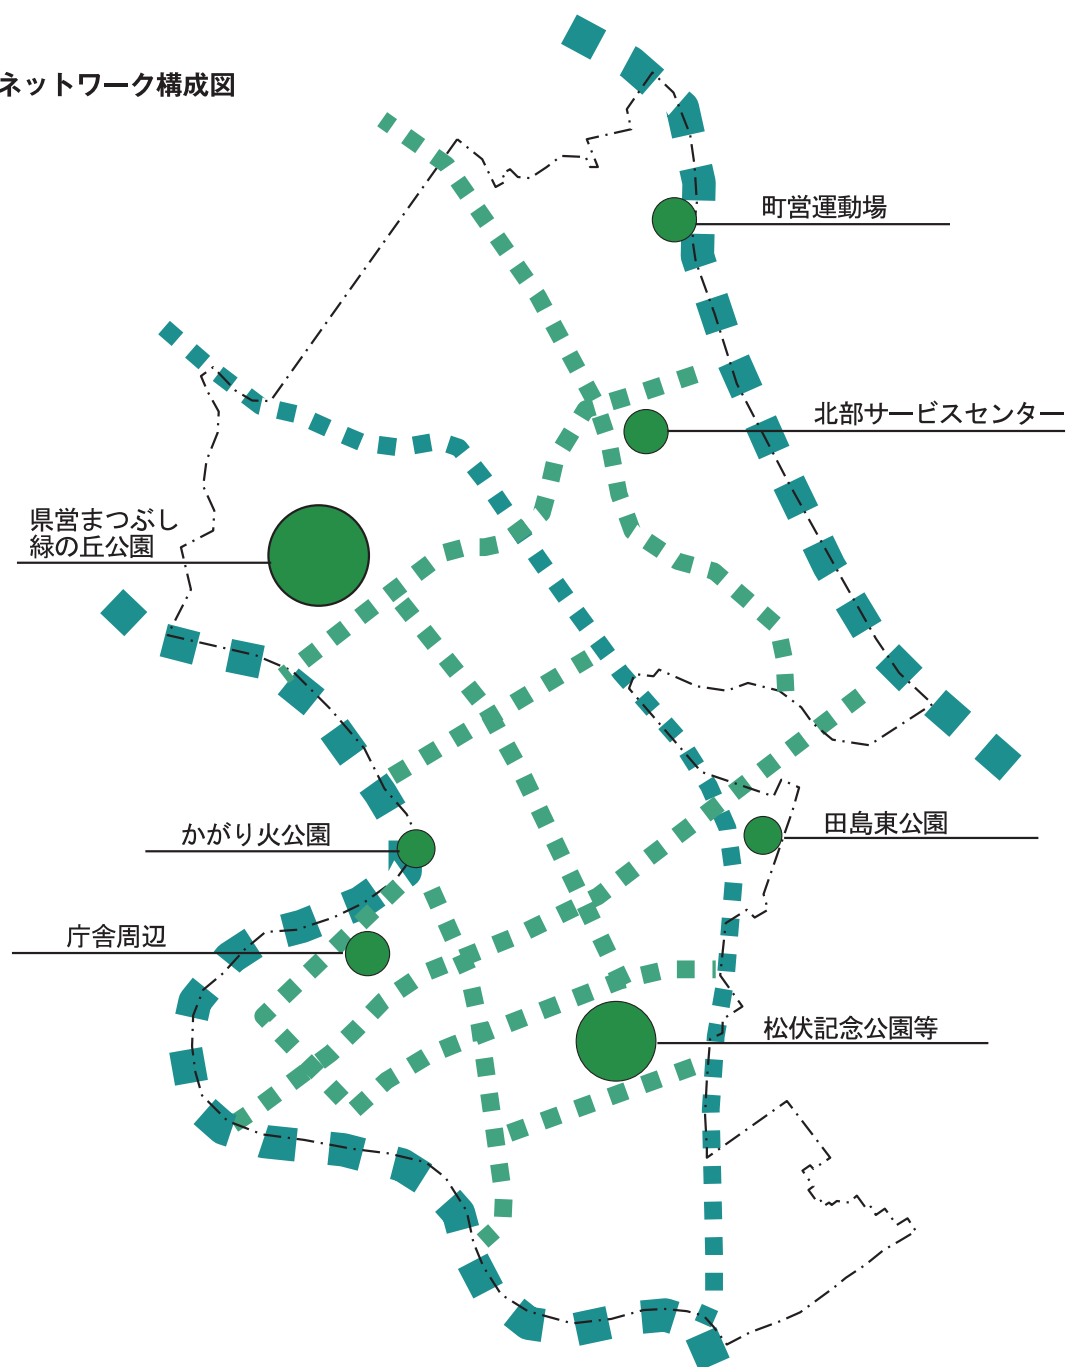 ネットワーク構成図
町営運動場
北部サービスセンター
県営まつぶし
緑の丘公園
かがり火公園
田島東公園
庁舎周辺
松伏記念公園等